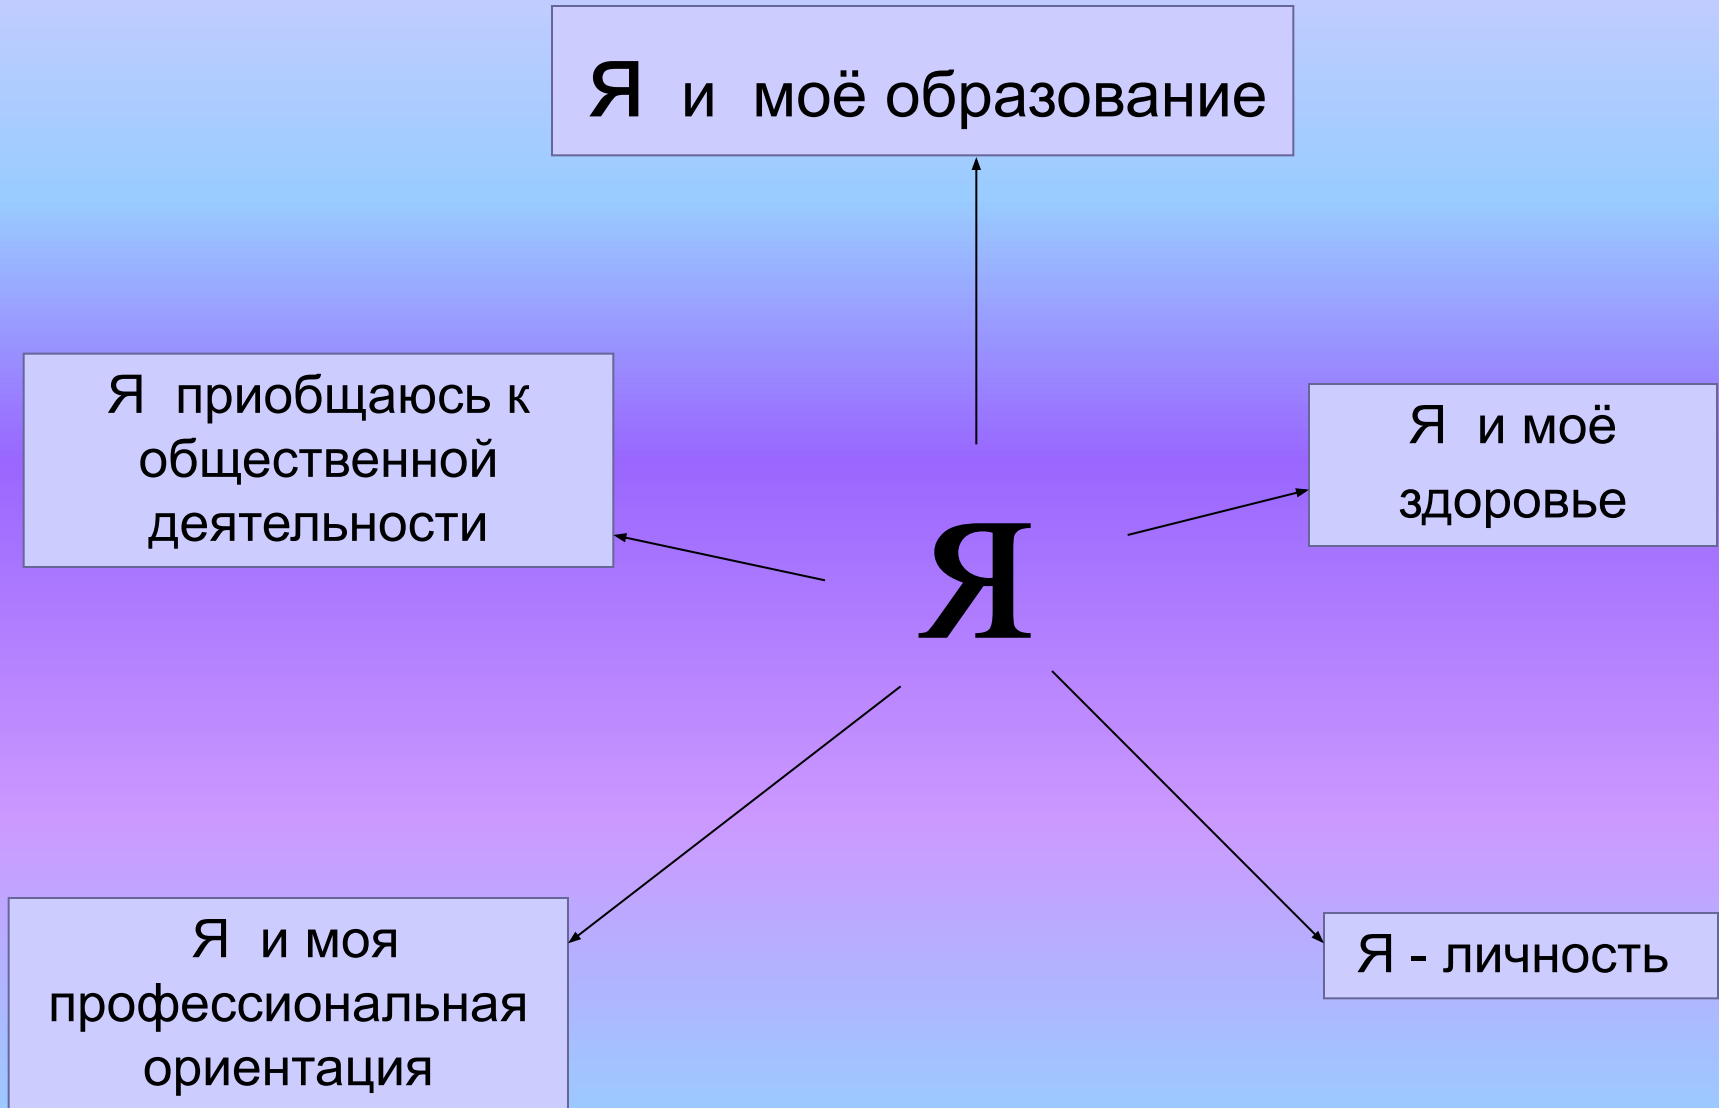 Я и моё образование
Я приобщаюсь к
общественной
деятельности
Я и моё
здоровье
Я
Я и моя
профессиональная
ориентация
Я - личность